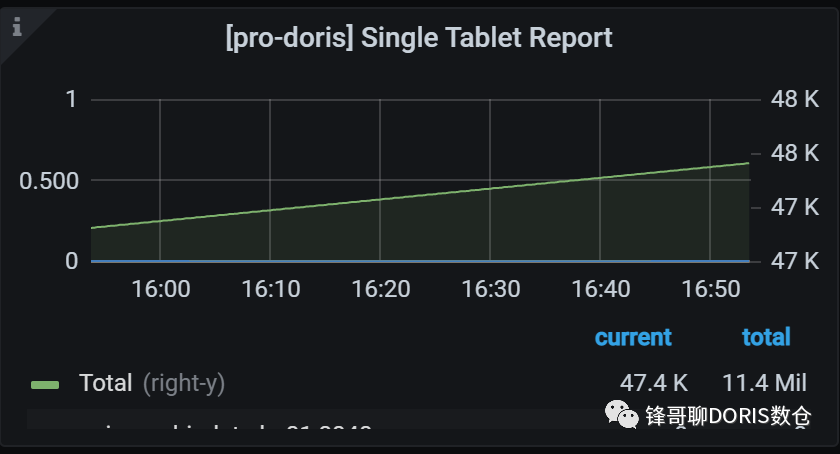 [pro-doris] Single Tablet Report
1
0.500
0
48 K
48 K
47 K
47 K
16:00 16:10 16:20 16:30 16:40 16:50
current total
Total (right-y) 47.4 K 11.4 Mil
锋哥聊DORIS数仓